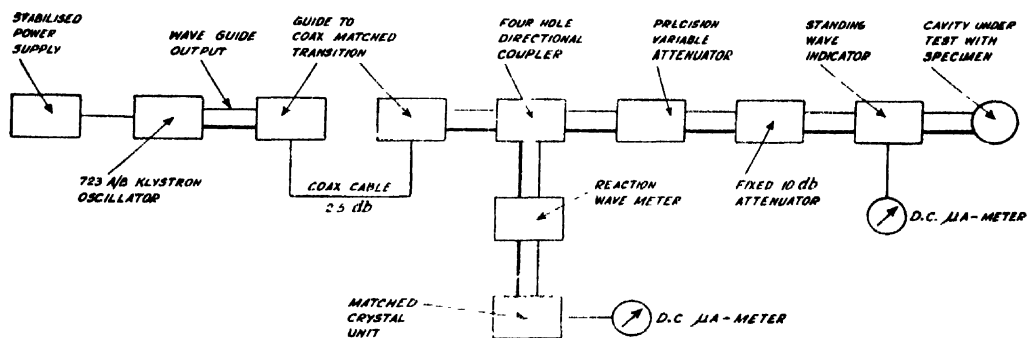 STABILISED
POWER
SUPPLY
WAVE GUIDE
OUTPUT
GUIDE TO
COAX MATCHED
TRANSITION
FOUR HOLE
DIRECTIONAL
COUPLER
PRECISION
VARIABLE
ATTENUATOR
STANDING
WAVE
INDICATOR
CAVITY UNDER
TEST WITH
SPECIMEN
723 A/B KLYSTRON
OSCILLATOR
COAX CABLE
2.5 db
REACTION
WAVE METER
FIXED 10 db
ATTENUATOR
D.C. µA-METER
MATCHED
CRYSTAL
UNIT
D.C µA-METER